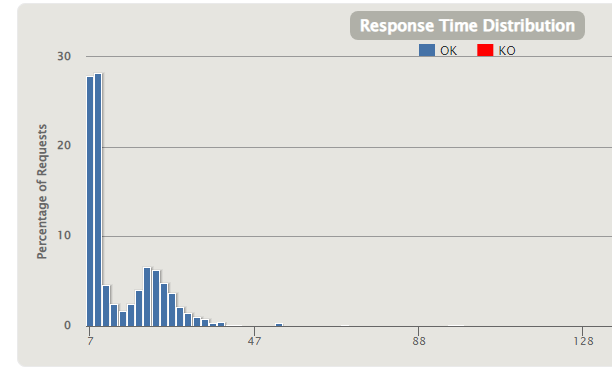 Response Time Distribution
OK KO
30
20
10
0
Percentage of Requests
7 47 88 128